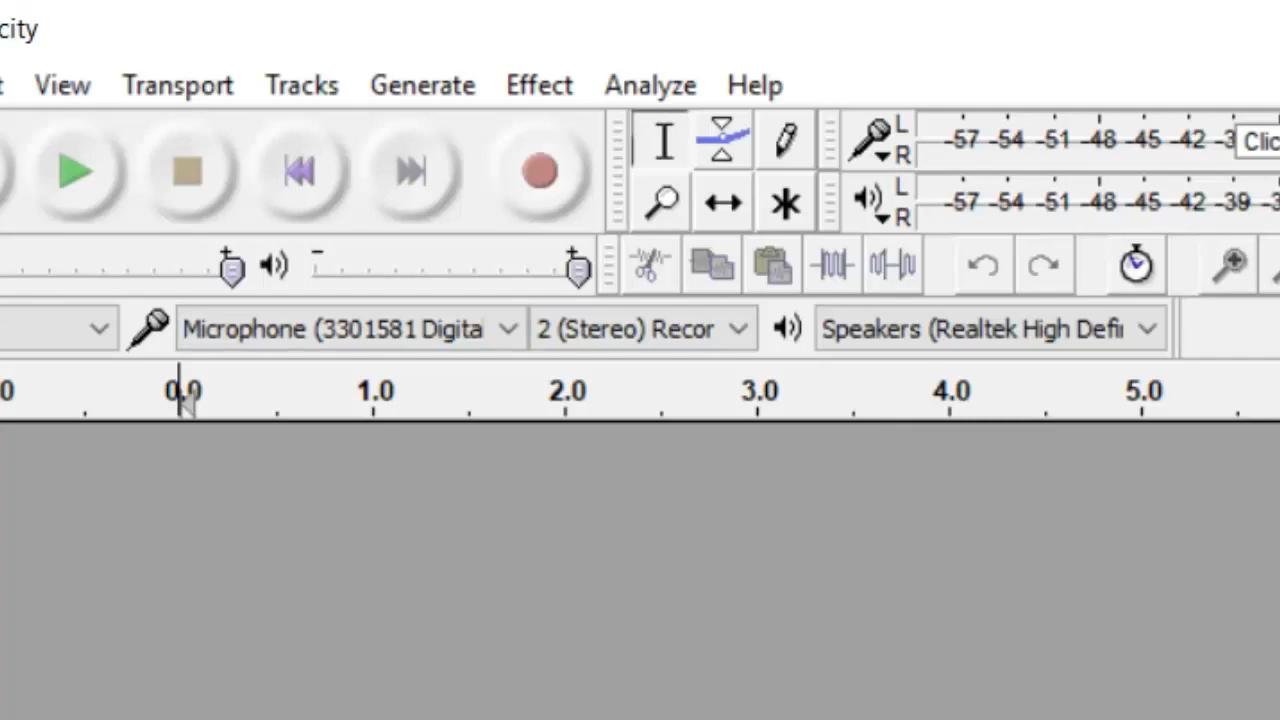 city
View Transport Tracks Generate Effect Analyze Help
L -57 -54 -51 -48 -45 -42 Clic
R
L -57 -54 -51 -48 -45 -42 -39
R
Microphone (3301581 Digita 2 (Stereo) Recor Speakers (Realtek High Defi
0 0.0 1.0 2.0 3.0 4.0 5.0